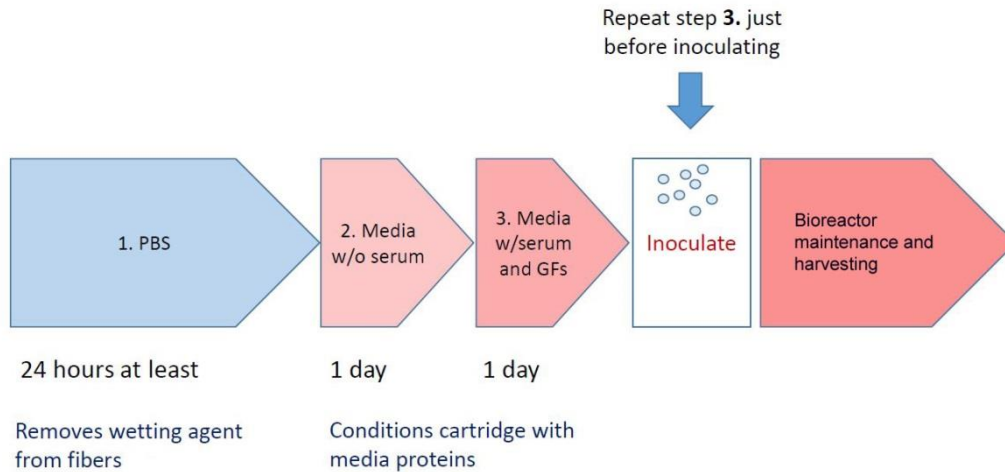 Repeat step 3. just
before inoculating
1. PBS
2. Media
w/o serum
3. Media
w/serum
and GFs
Inoculate
Bioreactor
maintenance and
harvesting
24 hours at least
1 day
1 day
Removes wetting agent
from fibers
Conditions cartridge with
media proteins